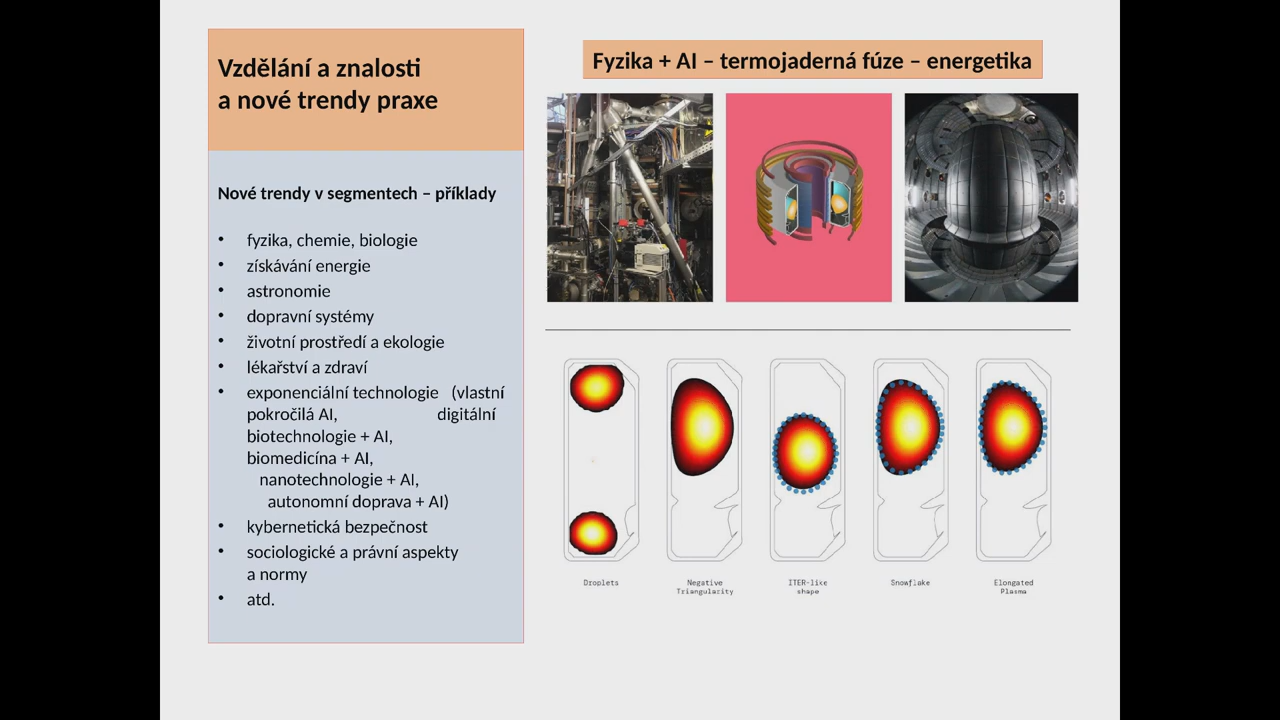 Vzdělání a znalosti
a nové trendy praxe
Nové trendy v segmentech – příklady
• fyzika, chemie, biologie
• získávání energie
• astronomie
• dopravní systémy
• životní prostředí a ekologie
• lékařství a zdraví
• exponenciální technologie (vlastní
pokročilá AI, digitální
biotechnologie + AI,
biomedicína + AI,
nanotechnologie + AI,
autonomní doprava + AI)
• kybernetická bezpečnost
• sociologické a právní aspekty
a normy
• atd.
Fyzika + AI – termojaderná fúze – energetika
Droplets
Negative
Triangularity
ITER-like
shape
Snowflake
Elongated
Plasma